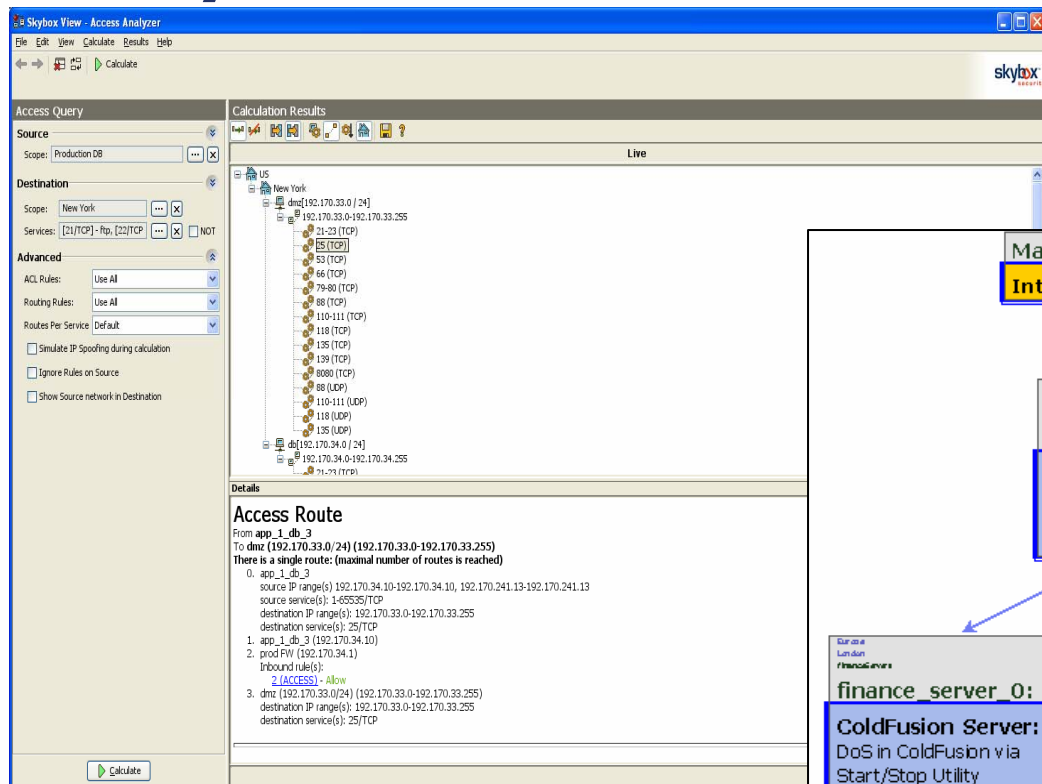 Skybox View - Access Analyzer
File Edit View Calculate Results Help
Calculate
skybox
security
Access Query
Source
Scope: Production DB ... x
Destination
Scope: New York ... x
Services: [21/TCP] - ftp, [22/TCP ... x NOT
Advanced
ACL Rules: Use All
Routing Rules: Use All
Routes Per Service Default
Simulate IP Spoofing during calculation
Ignore Rules on Source
Show Source network in Destination
Calculate
Calculation Results
Live
US
New York
dmz[192.170.33.0 / 24]
192.170.33.0-192.170.33.255
21-23 (TCP)
25 (TCP)
53 (TCP)
66 (TCP)
79-80 (TCP)
88 (TCP)
110-111 (TCP)
118 (TCP)
135 (TCP)
139 (TCP)
8080 (TCP)
88 (UDP)
110-111 (UDP)
118 (UDP)
135 (UDP)
db[192.170.34.0 / 24]
192.170.34.0-192.170.34.255
21-23 (TCP)
Details
Access Route
From app_1_db_3
To dmz (192.170.33.0/24) (192.170.33.0-192.170.33.255)
There is a single route: (maximal number of routes is reached)
0. app_1_db_3
source IP range(s) 192.170.34.10-192.170.34.10, 192.170.241.13-192.170.241.13
source service(s): 1-65535/TCP
destination IP range(s): 192.170.33.0-192.170.33.255
destination service(s): 25/TCP
1. app_1_db_3 (192.170.34.10)
2. prod FW (192.170.34.1)
Inbound rule(s):
2 (ACCESS) - Allow
3. dmz (192.170.33.0/24) (192.170.33.0-192.170.33.255)
destination IP range(s): 192.170.33.0-192.170.33.255
destination service(s): 25/TCP
Ma
Int
Europe
London
financeServers
finance_server_0:
ColdFusion Server:
DoS in ColdFusion via
Start/Stop Utility